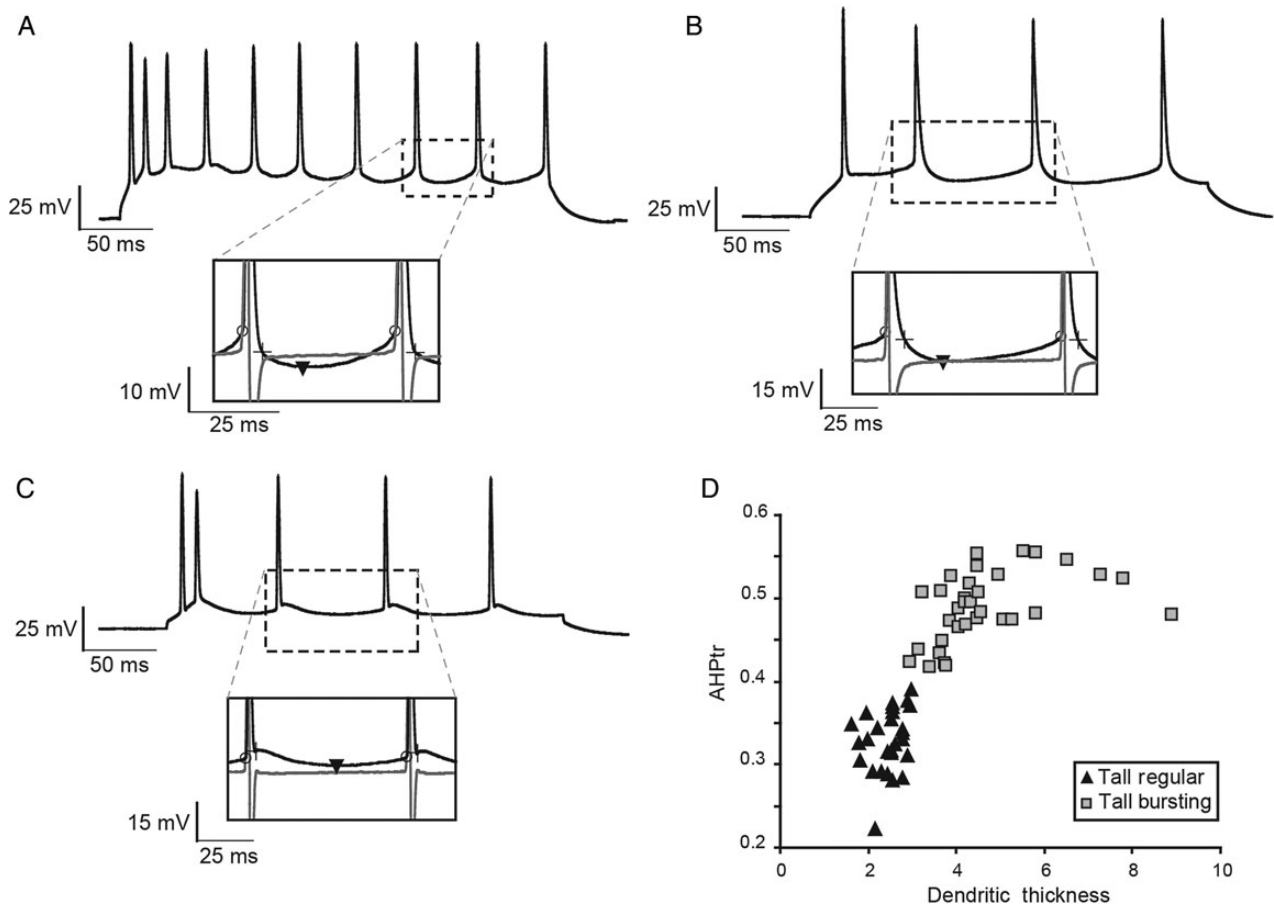 A
25 mV
50 ms
10 mV
25 ms
B
25 mV
50 ms
15 mV
25 ms
C
25 mV
50 ms
15 mV
25 ms
D
0.6
0.5
0.4
0.3
0.2
AHPtr
0 2 4 6 8 10
Dendritic thickness
Tall regular
Tall bursting